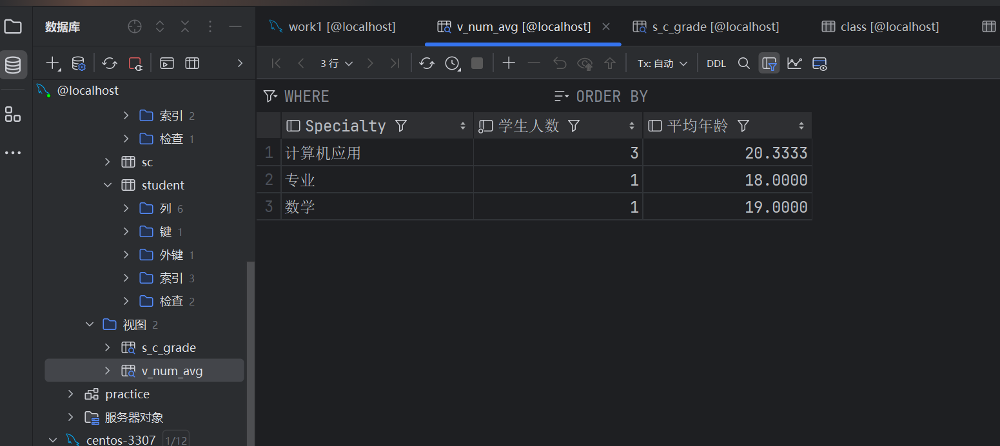 数据库
work1 [@localhost]
v_num_avg [@localhost]
s_c_grade [@localhost]
class [@localhost]
3 行
Tx: 自动
DDL
@localhost
索引 2
检查 1
sc
student
列 6
键 1
外键 1
索引 3
检查 2
视图 2
s_c_grade
v_num_avg
practice
服务器对象
centos-3307 1/12
WHERE
ORDER BY
Specialty 学生人数 平均年龄
1 计算机应用 3 20.3333
2 专业 1 18.0000
3 数学 1 19.0000